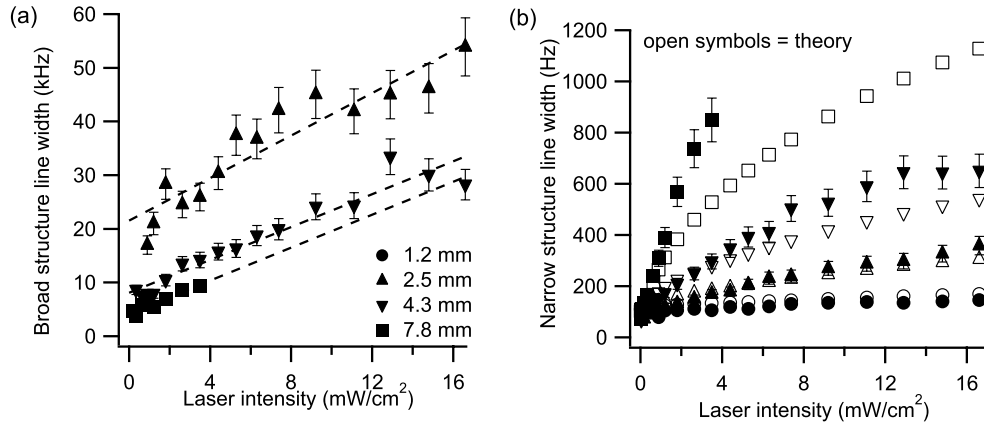 (a)
60
50
40
30
20
10
0
Broad structure line width (kHz)
0
4
8
12
16
Laser intensity (mW/cm²)
1.2 mm
2.5 mm
4.3 mm
7.8 mm
(b)
1200
1000
800
600
400
200
0
Narrow structure line width (Hz)
open symbols = theory
0
4
8
12
16
Laser intensity (mW/cm²)